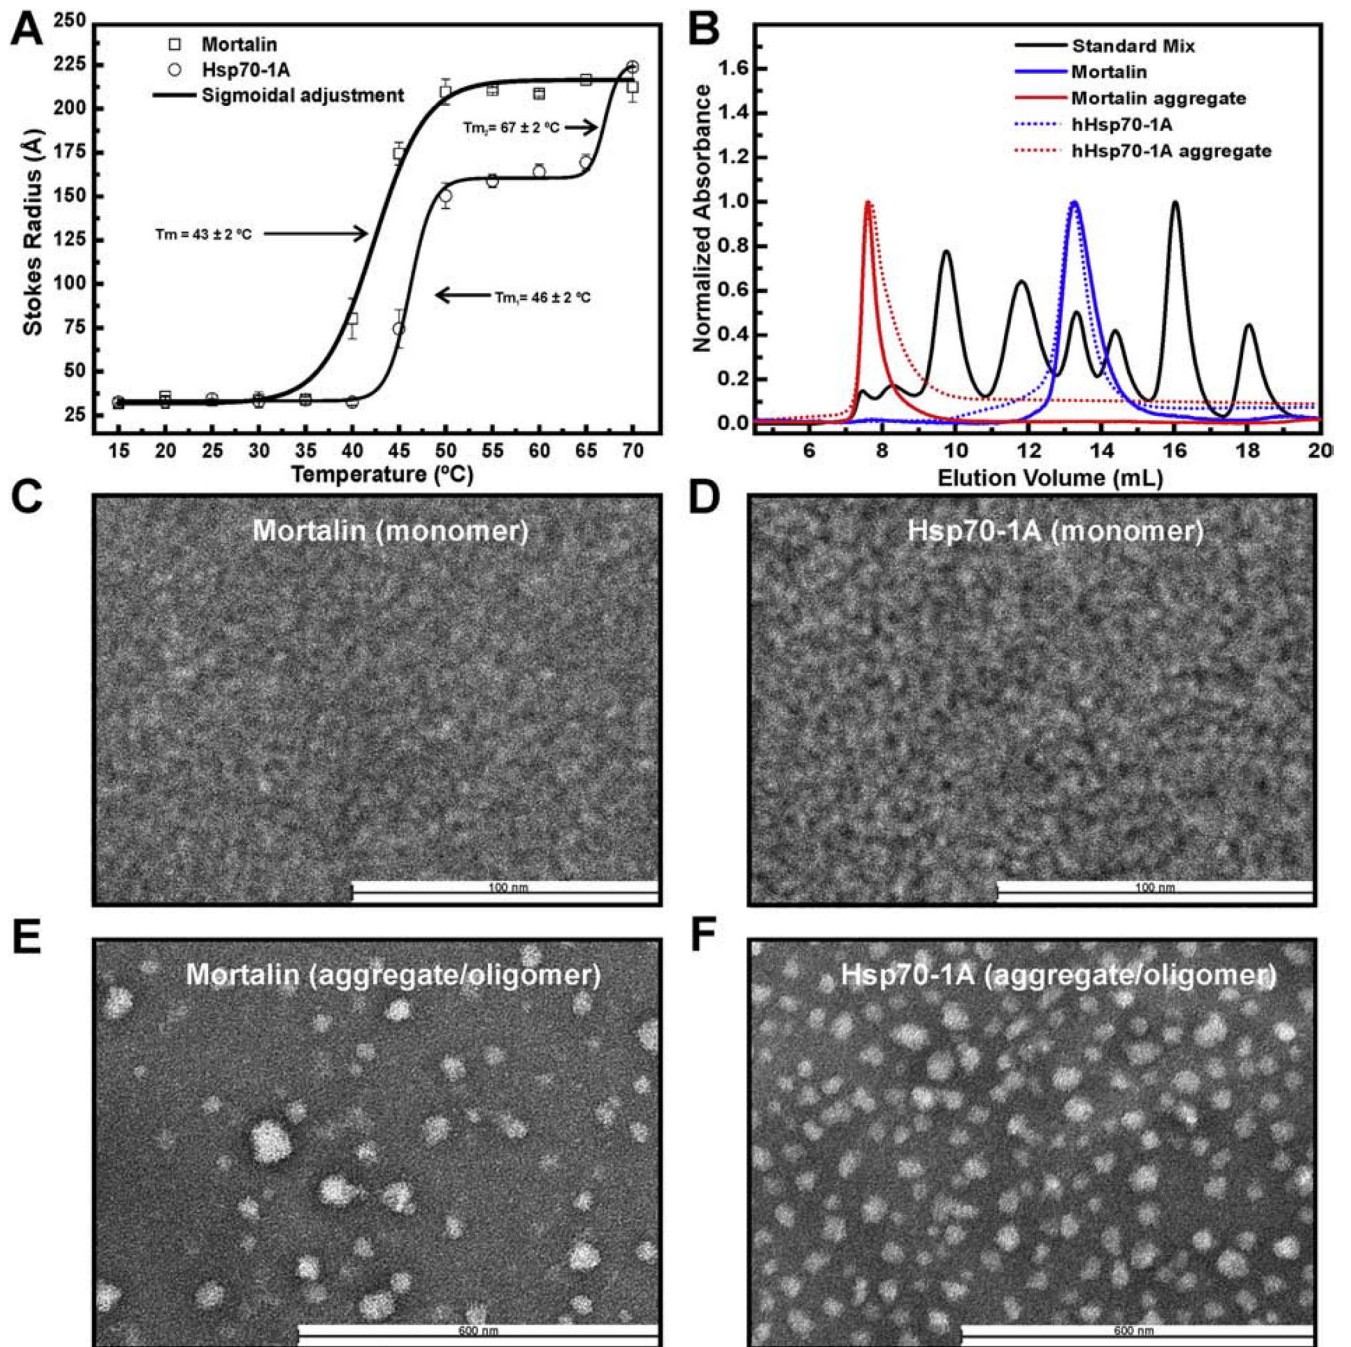 A
Stokes Radius (Å)
250
225
200
175
150
125
100
75
50
25
Mortalin
Hsp70-1A
Sigmoidal adjustment
Tm₂= 67 ± 2 ºC
Tm = 43 ± 2 ºC
Tm₁= 46 ± 2 ºC
15 20 25 30 35 40 45 50 55 60 65 70
Temperature (ºC)
B
Normalized Absorbance
1.6
1.4
1.2
1.0
0.8
0.6
0.4
0.2
0.0
Standard Mix
Mortalin
Mortalin aggregate
hHsp70-1A
hHsp70-1A aggregate
6 8 10 12 14 16 18 20
Elution Volume (mL)
C
Mortalin (monomer)
100 nm
D
Hsp70-1A (monomer)
100 nm
E
Mortalin (aggregate/oligomer)
600 nm
F
Hsp70-1A (aggregate/oligomer)
600 nm